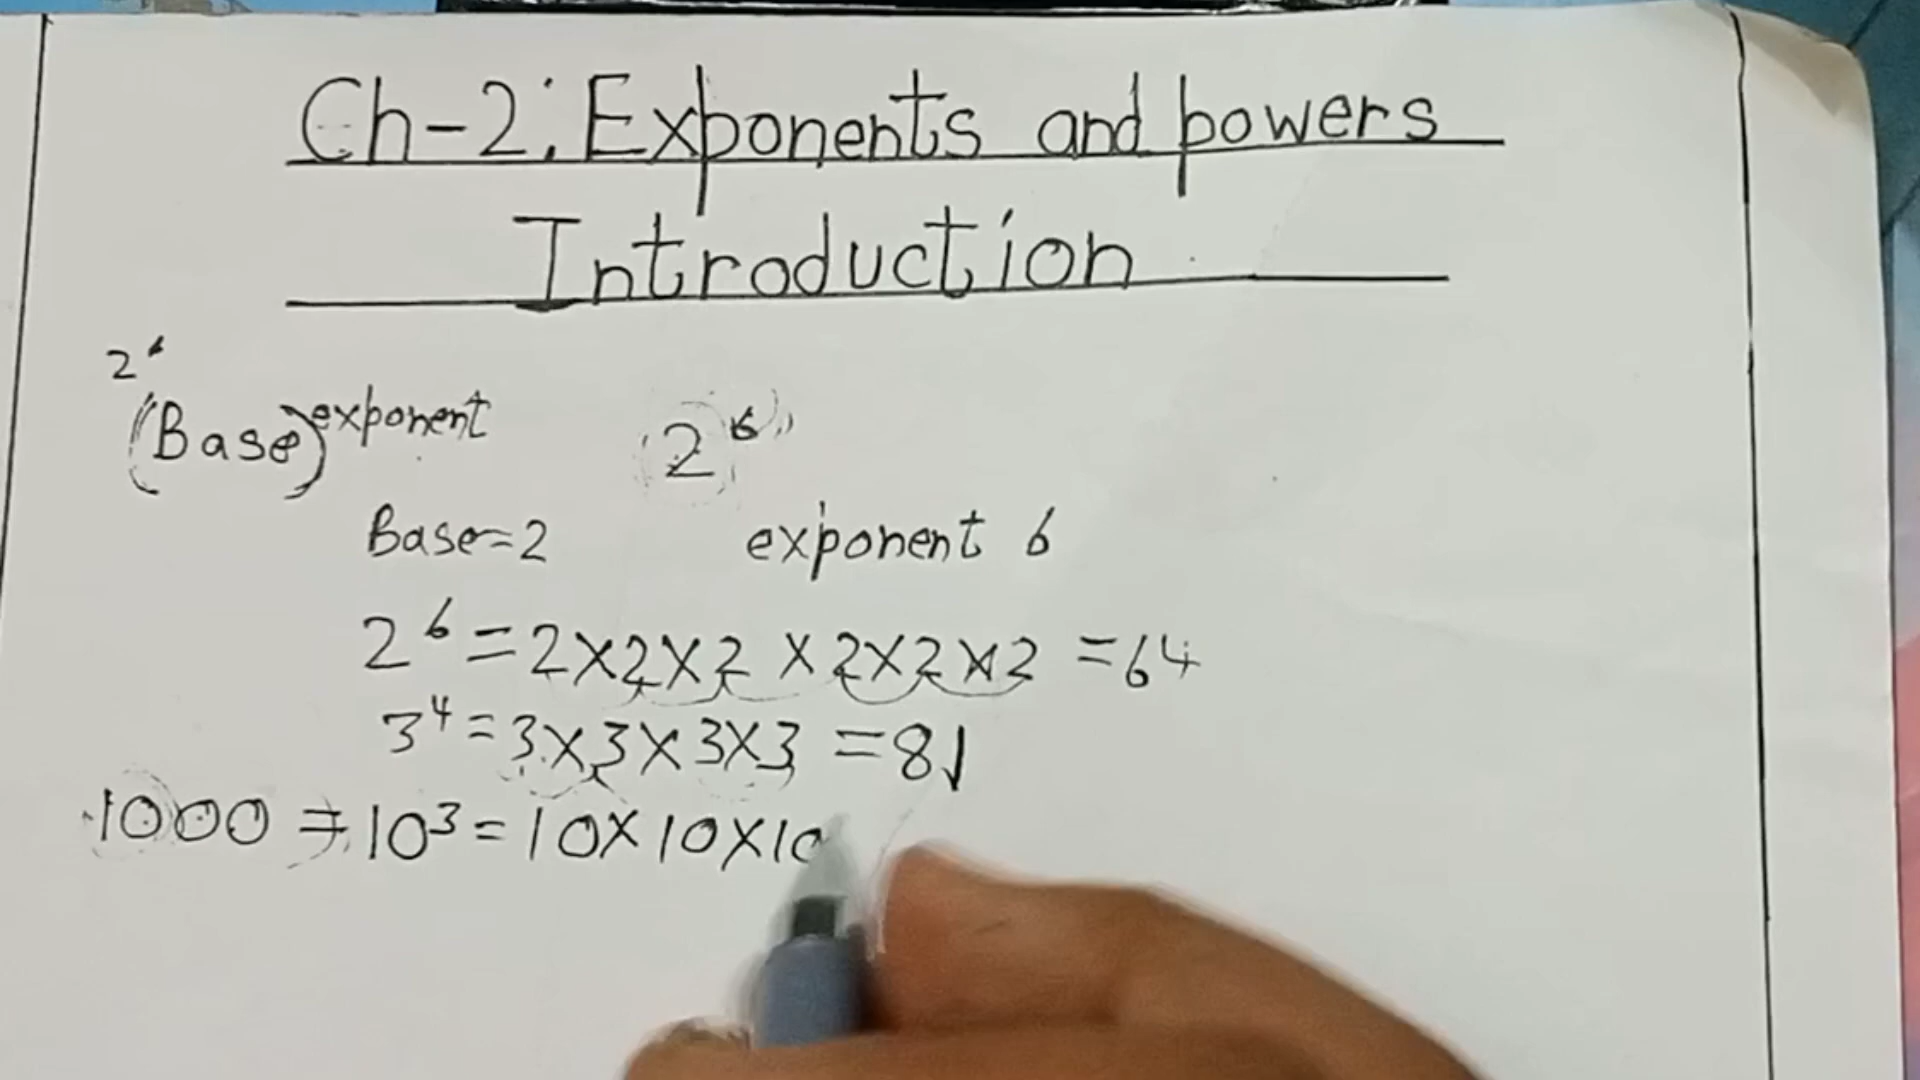 Ch-2: Exponents and powers
Introduction
2⁶
(Base)^exponent 2⁶
Base=2 exponent 6
2⁶=2×2×2×2×2×2=64
3⁴=3×3×3×3=81
1000=10³=10×10×10